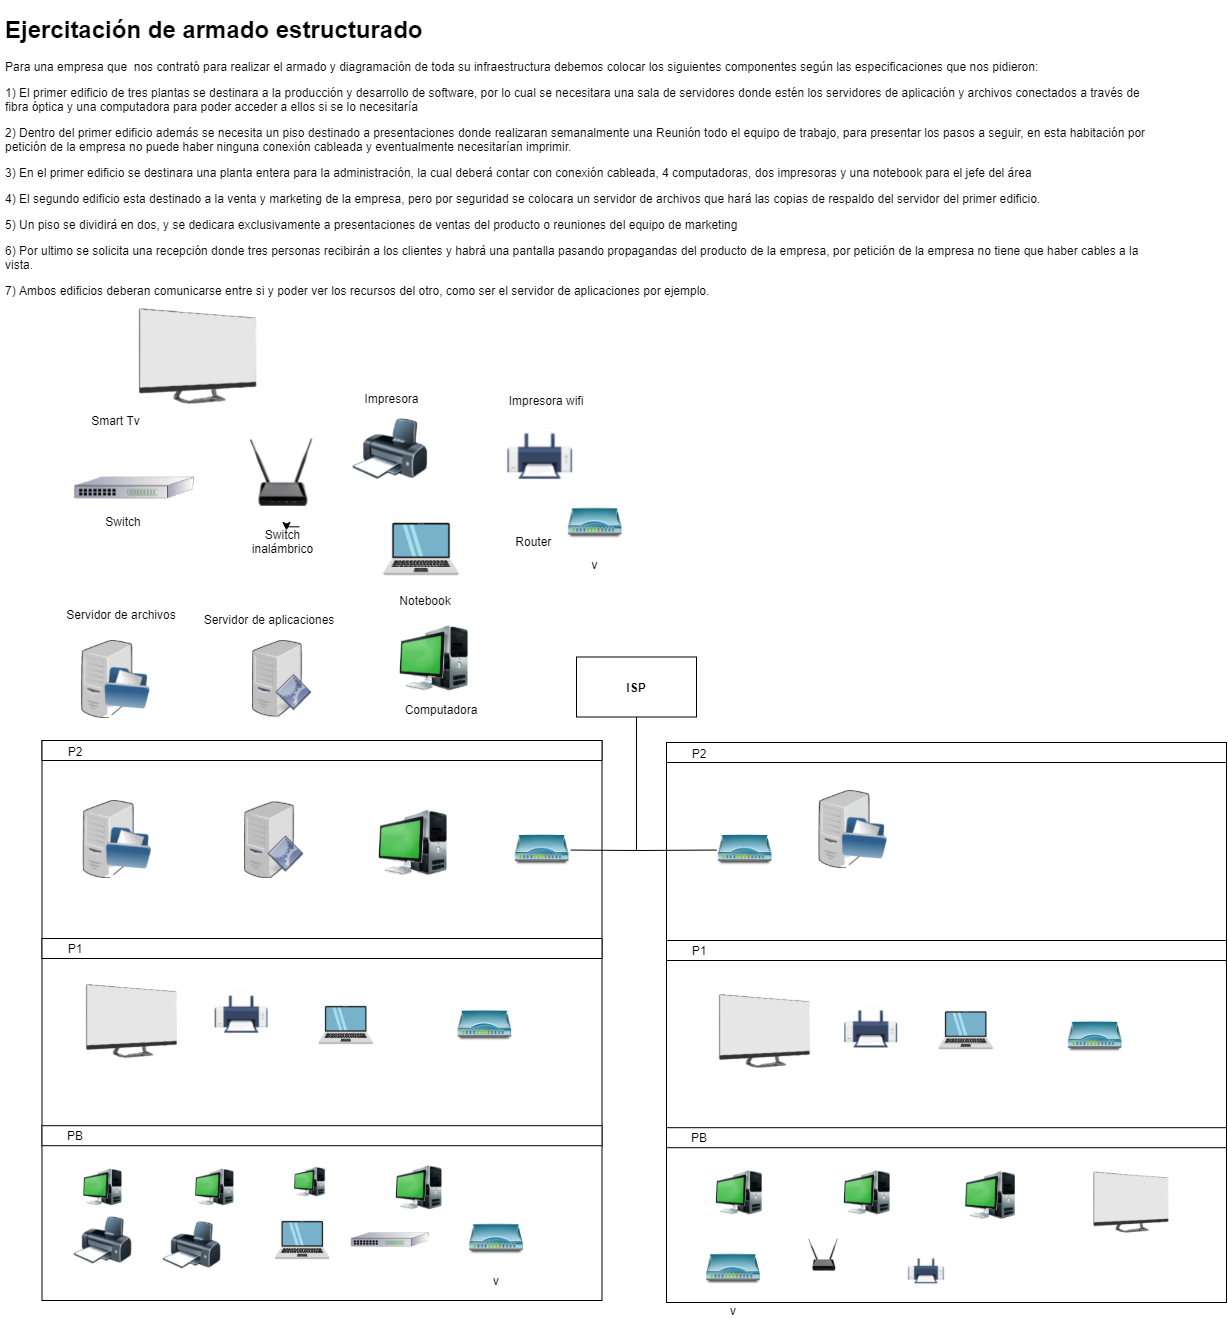 Ejercitación de armado estructurado
Para una empresa que  nos contrató para realizar el armado y diagramación de toda su infraestructura debemos colocar los siguientes componentes según las especificaciones que nos pidieron:
1) El primer edificio de tres plantas se destinara a la producción y desarrollo de software, por lo cual se necesitara una sala de servidores donde estén los servidores de aplicación y archivos conectados a través de
fibra óptica y una computadora para poder acceder a ellos si se lo necesitaría
2) Dentro del primer edificio además se necesita un piso destinado a presentaciones donde realizaran semanalmente una Reunión todo el equipo de trabajo, para presentar los pasos a seguir, en esta habitación por
petición de la empresa no puede haber ninguna conexión cableada y eventualmente necesitarían imprimir.
3) En el primer edificio se destinara una planta entera para la administración, la cual deberá contar con conexión cableada, 4 computadoras, dos impresoras y una notebook para el jefe del área
4) El segundo edificio esta destinado a la venta y marketing de la empresa, pero por seguridad se colocara un servidor de archivos que hará las copias de respaldo del servidor del primer edificio.
5) Un piso se dividirá en dos, y se dedicara exclusivamente a presentaciones de ventas del producto o reuniones del equipo de marketing
6) Por ultimo se solicita una recepción donde tres personas recibirán a los clientes y habrá una pantalla pasando propagandas del producto de la empresa, por petición de la empresa no tiene que haber cables a la
vista.
7) Ambos edificios deberan comunicarse entre si y poder ver los recursos del otro, como ser el servidor de aplicaciones por ejemplo.
Smart Tv
Impresora
Impresora wifi
Switch
Switch
inalámbrico
Router
v
Notebook
Servidor de archivos
Servidor de aplicaciones
Computadora
ISP
P2
P2
P1
P1
PB
PB
v
v